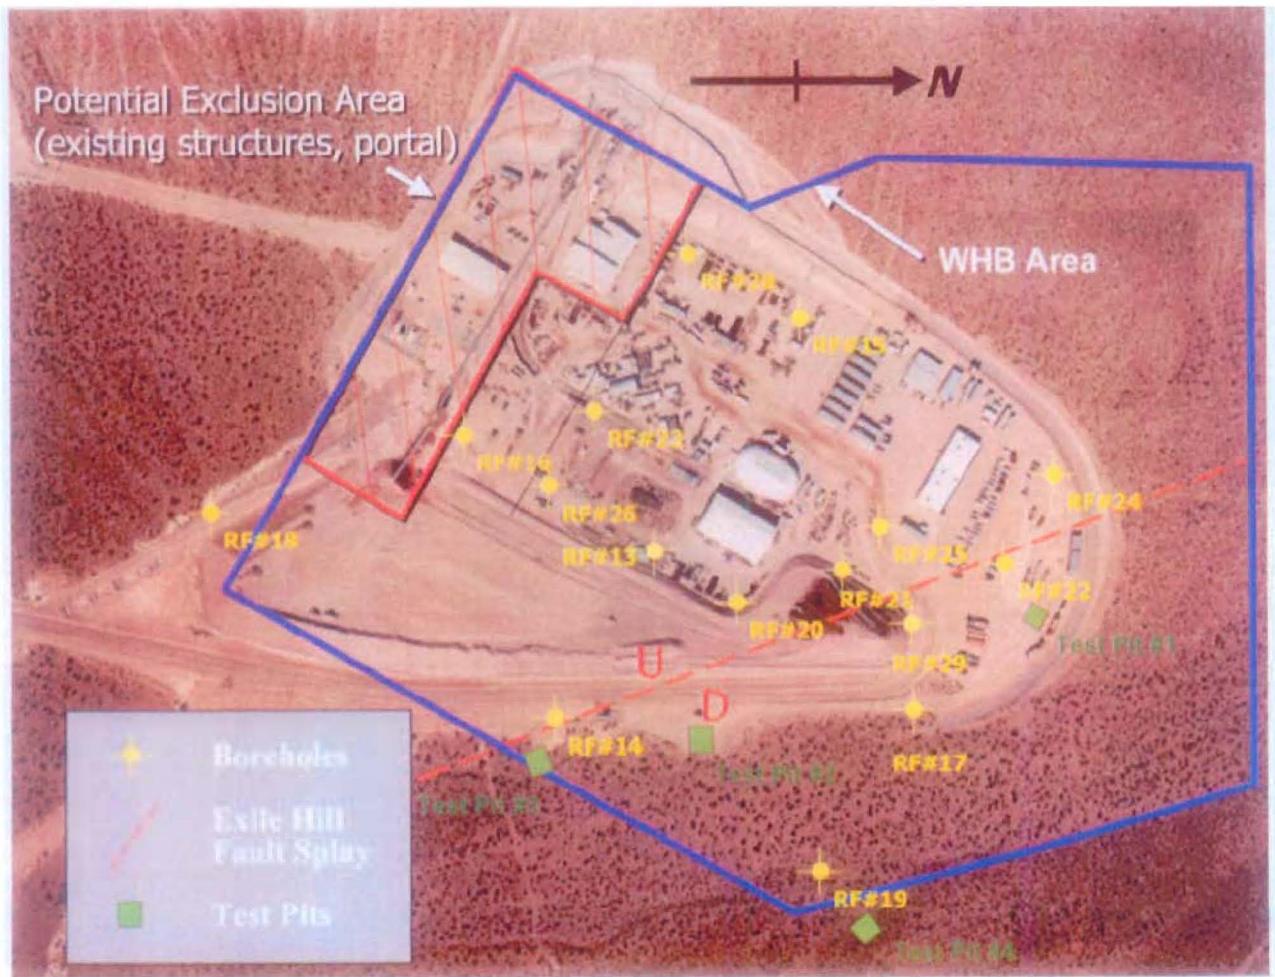 N
Potential Exclusion Area
(existing structures, portal)
WHB Area
RF#28
RF#15
RF#23
RF#16
RF#24
RF#26
RF#18
RF#13
RF#25
RF#22
RF#21
RF#20
Test Pit #1
U
RF#29
D
RF#14
RF#17
Test Pit #2
Test Pit #3
RF#19
Test Pit #4
Boreholes
Exile Hill
Fault Splay
Test Pits